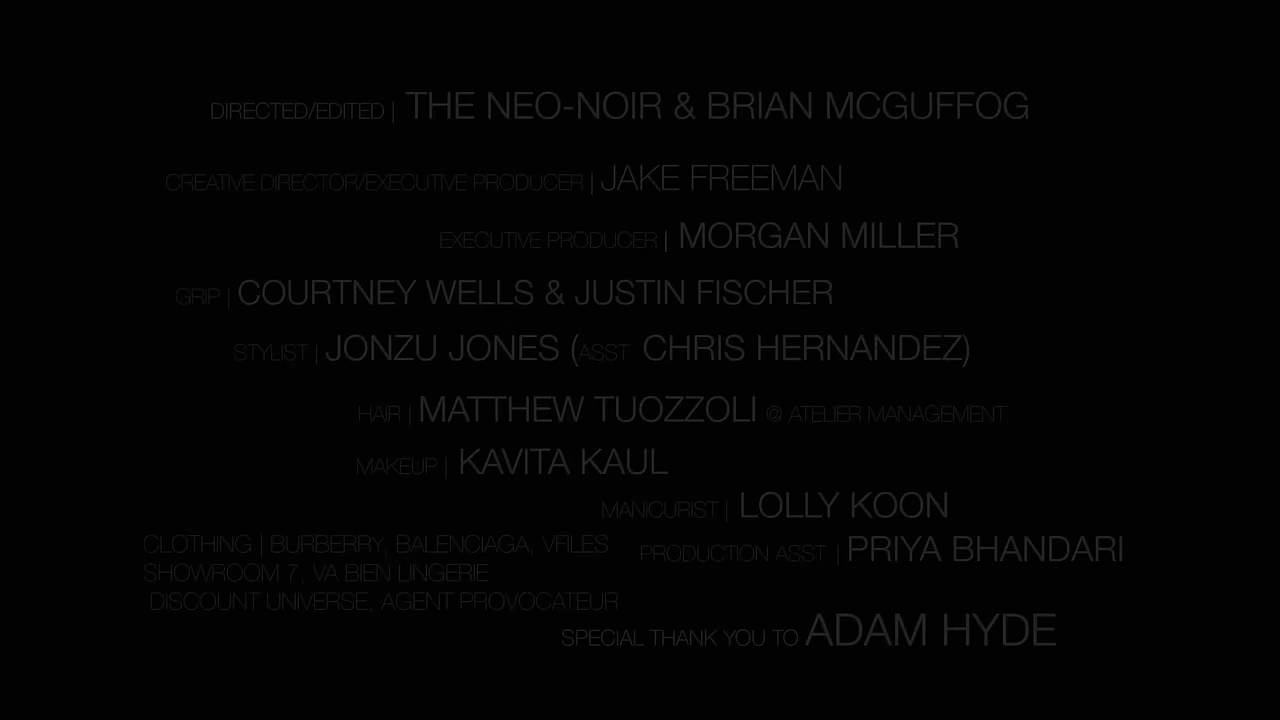 DIRECTED/EDITED | THE NEO-NOIR & BRIAN MCGUFFOG
CREATIVE DIRECTOR/EXECUTIVE PRODUCER | JAKE FREEMAN
EXECUTIVE PRODUCER | MORGAN MILLER
GRIP | COURTNEY WELLS & JUSTIN FISCHER
STYLIST | JONZU JONES (ASST CHRIS HERNANDEZ)
HAIR | MATTHEW TUOZZOLI @ ATELIER MANAGEMENT
MAKEUP | KAVITA KAUL
MANICURIST | LOLLY KOON
CLOTHING | BURBERRY, BALENCIAGA, VFILES
SHOWROOM 7, VA BIEN LINGERIE
DISCOUNT UNIVERSE, AGENT PROVOCATEUR
PRODUCTION ASST | PRIYA BHANDARI
SPECIAL THANK YOU TO ADAM HYDE